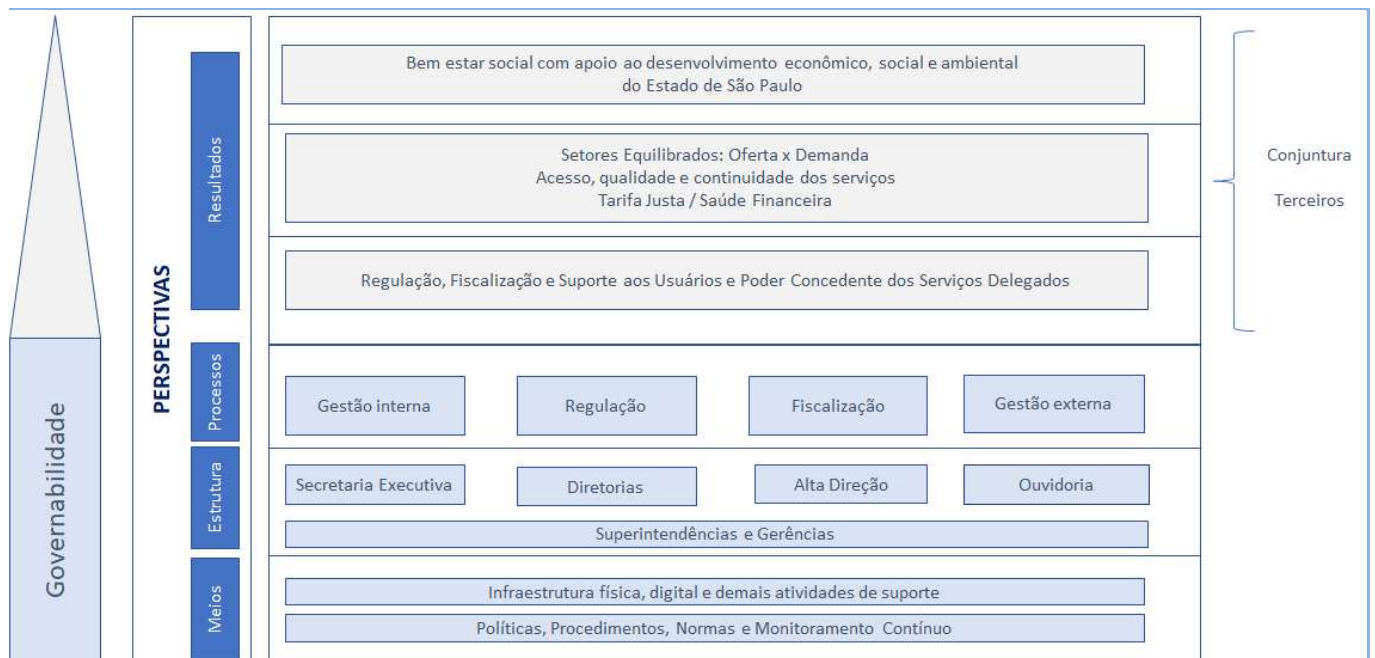 Governabilidade
PERSPECTIVAS
Resultados
Bem estar social com apoio ao desenvolvimento econômico, social e ambiental
do Estado de São Paulo
Setores Equilibrados: Oferta x Demanda
Acesso, qualidade e continuidade dos serviços
Tarifa Justa / Saúde Financeira
Regulação, Fiscalização e Suporte aos Usuários e Poder Concedente dos Serviços Delegados
Conjuntura
Terceiros
Processos
Gestão interna
Regulação
Fiscalização
Gestão externa
Estrutura
Secretaria Executiva
Diretorias
Alta Direção
Ouvidoria
Superintendências e Gerências
Meios
Infraestrutura física, digital e demais atividades de suporte
Políticas, Procedimentos, Normas e Monitoramento Contínuo